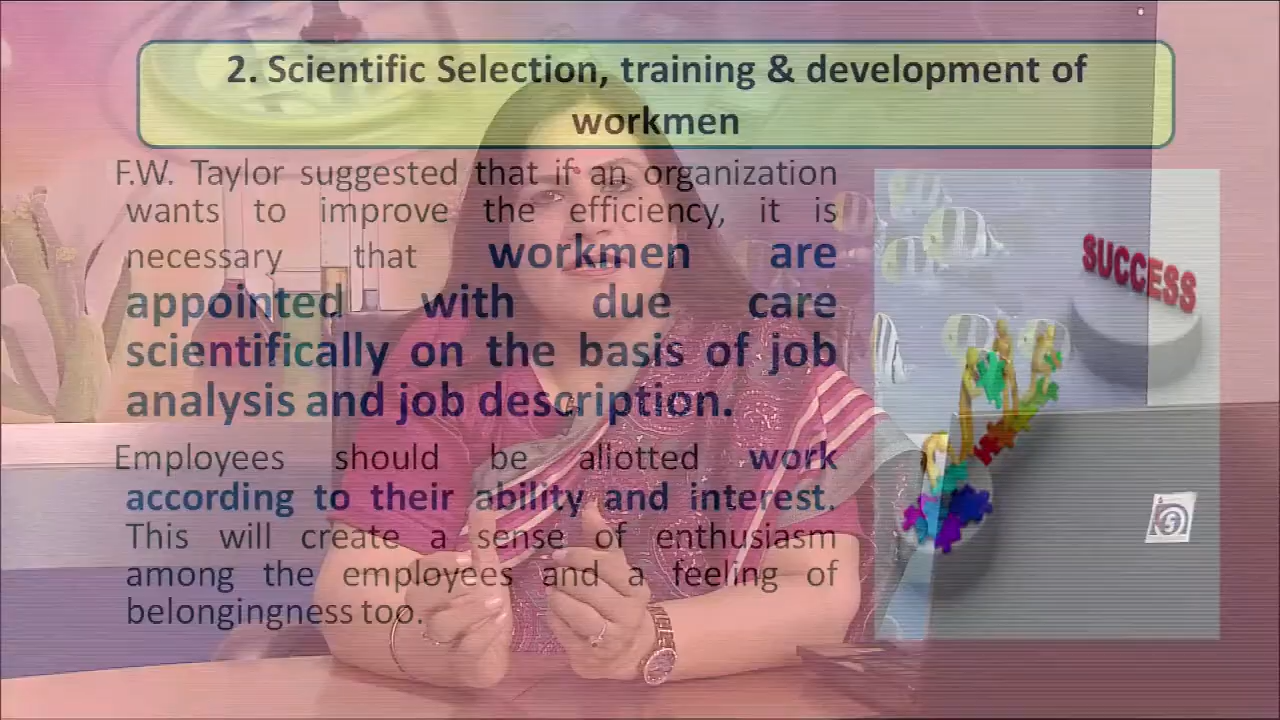 2. Scientific Selection, training & development of
workmen
F.W. Taylor suggested that if an organization
wants to improve the efficiency, it is
necessary that workmen are
appointed with due care
scientifically on the basis of job
analysis and job description.
Employees should be aliotted work
according to their ability and interest.
This will create a sense of enthusiasm
among the employees and a feeling of
belongingness too.
SUCCESS